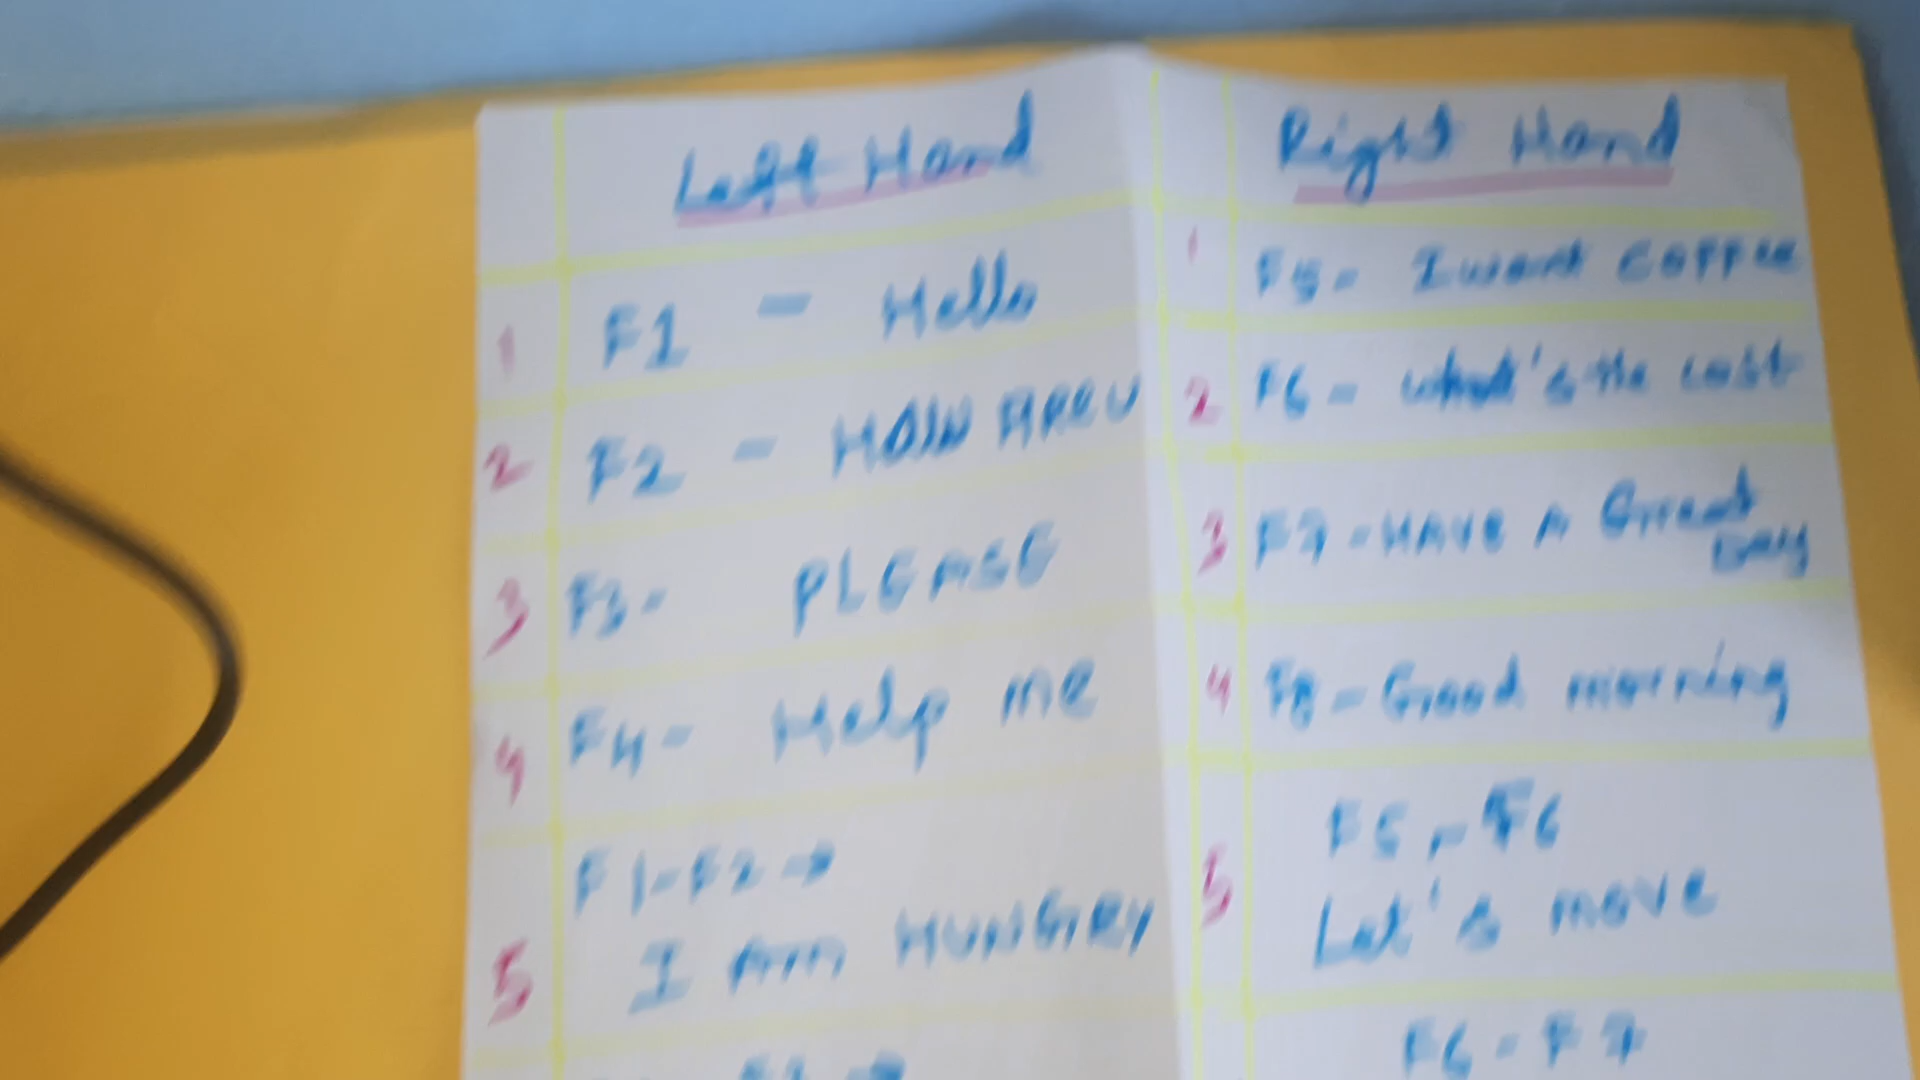 Left Hand
1 F1 - Hello
2 F2 - HOW AREU
3 F3- PLEASE
4 F4- Help me
5 F1-F2 →
I Am HUNGRY
F2 →
Right Hand
1 F5- I want COFFee
2 F6- what's the cost
3 F7-HAVE A Great
Day
4 F8-Good morning
5 F5-F6
Let's move
F6-F7